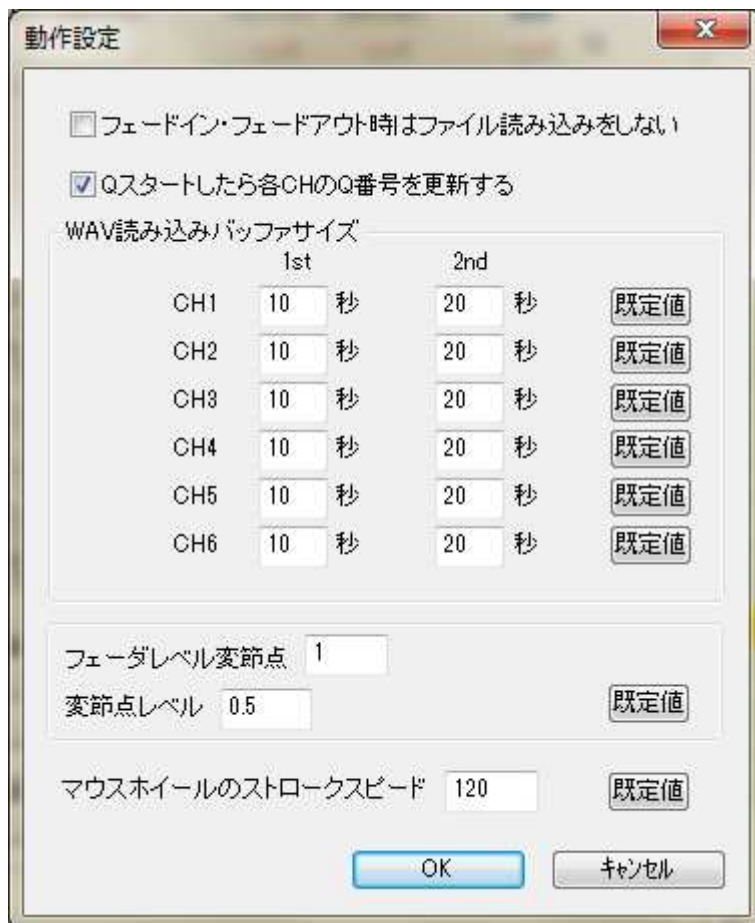 動作設定
フェードイン・フェードアウト時はファイル読み込みをしない
Qスタートしたら各CHのQ番号を更新する
WAV読み込みバッファサイズ
1st 2nd
CH1 10 秒 20 秒 既定値
CH2 10 秒 20 秒 既定値
CH3 10 秒 20 秒 既定値
CH4 10 秒 20 秒 既定値
CH5 10 秒 20 秒 既定値
CH6 10 秒 20 秒 既定値
フェーダレベル変節点 1
変節点レベル 0.5 既定値
マウスホイールのストロークスピード 120 既定値
OK キャンセル